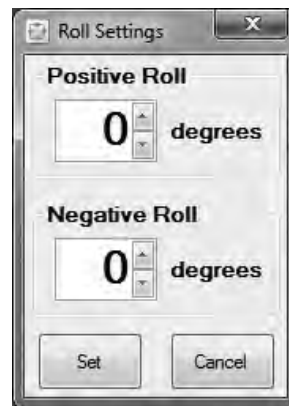 Roll Settings
Positive Roll
0 degrees
Negative Roll
0 degrees
Set Cancel